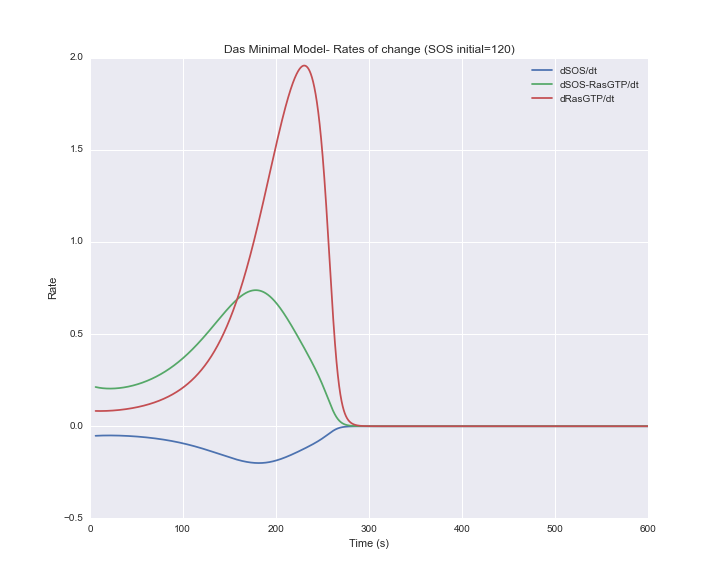 Das Minimal Model- Rates of change (SOS initial=120)
2.0
1.5
1.0
0.5
0.0
−0.5
Rate
dSOS/dt
dSOS-RasGTP/dt
dRasGTP/dt
0 100 200 300 400 500 600
Time (s)